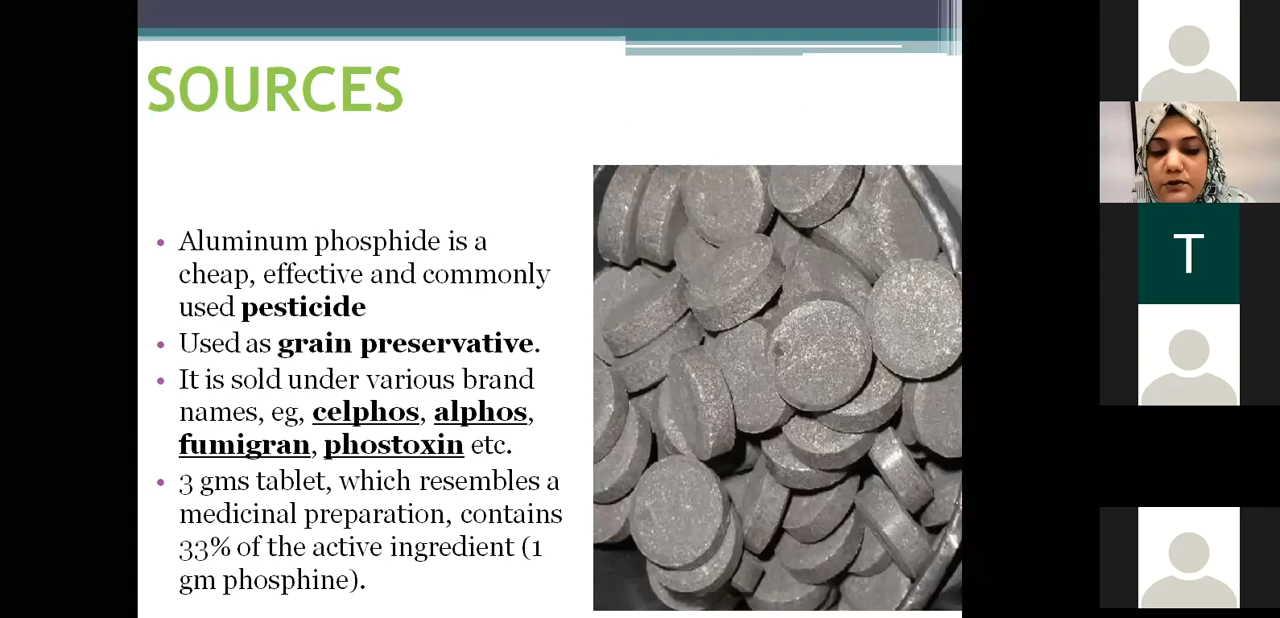 SOURCES
• Aluminum phosphide is a
cheap, effective and commonly
used pesticide
• Used as grain preservative.
• It is sold under various brand
names, eg, celphos, alphos,
fumigran, phostoxin etc.
• 3 gms tablet, which resembles a
medicinal preparation, contains
33% of the active ingredient (1
gm phosphine).
T